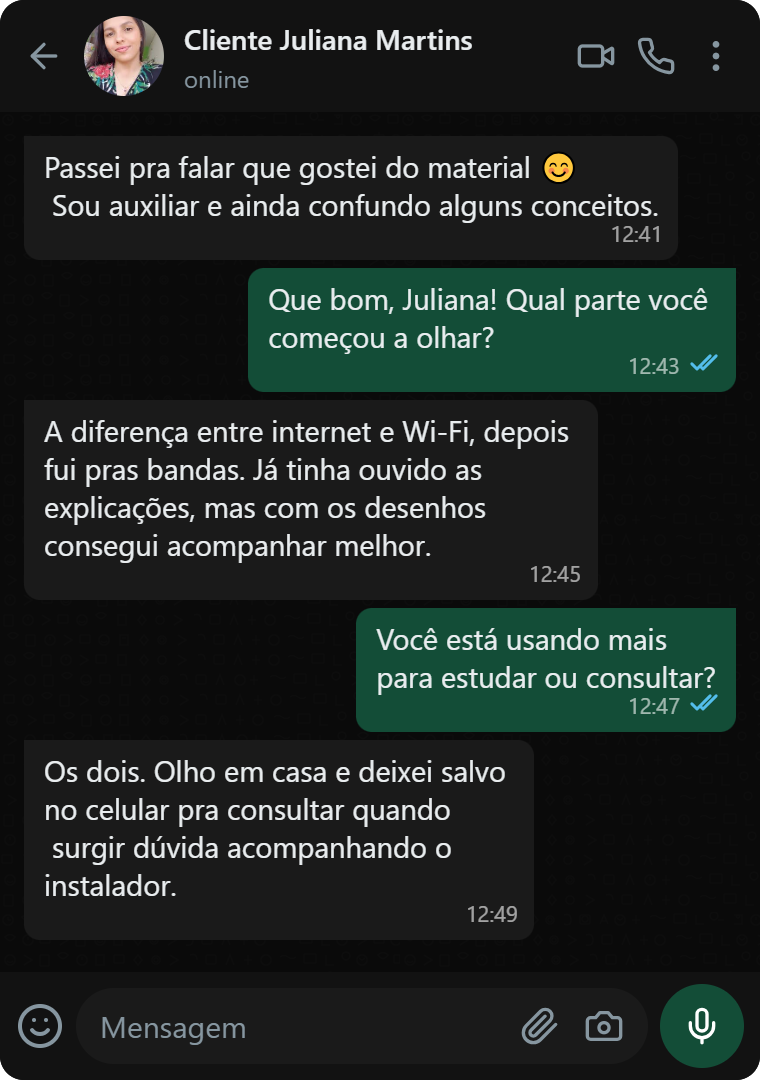 Cliente Juliana Martins
online
Passei pra falar que gostei do material 😊
Sou auxiliar e ainda confundo alguns conceitos.
12:41
Que bom, Juliana! Qual parte você
começou a olhar?
12:43
A diferença entre internet e Wi-Fi, depois
fui pras bandas. Já tinha ouvido as
explicações, mas com os desenhos
consegui acompanhar melhor.
12:45
Você está usando mais
para estudar ou consultar?
12:47
Os dois. Olho em casa e deixei salvo
no celular pra consultar quando
surgir dúvida acompanhando o
instalador.
12:49
Mensagem